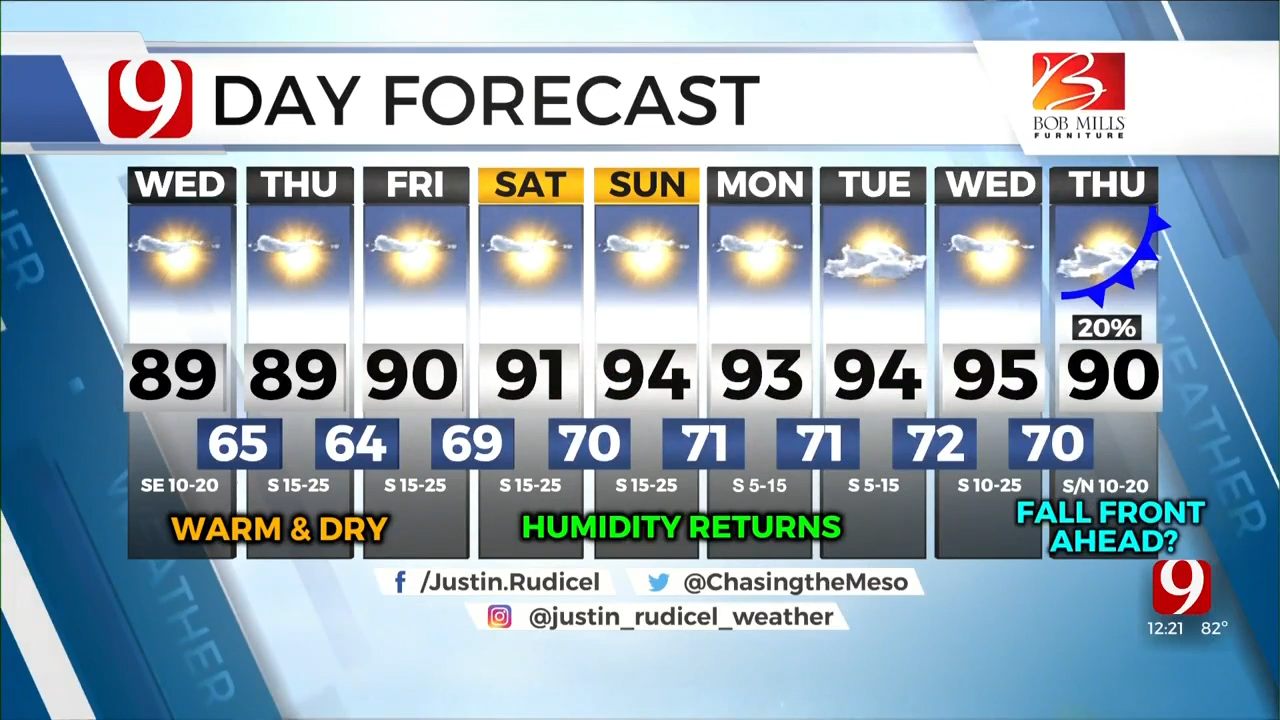 9 DAY FORECAST
B
BOB MILLS
FURNITURE
WED THU FRI SAT SUN MON TUE WED THU
20%
89 89 90 91 94 93 94 95 90
65 64 69 70 71 71 72 70
SE 10-20 S 15-25 S 15-25 S 15-25 S 15-25 S 5-15 S 5-15 S 10-25 S/N 10-20
WARM & DRY HUMIDITY RETURNS FALL FRONT
AHEAD?
f /Justin.Rudicel @ChasingtheMeso
@justin_rudicel_weather
9
12:21 82°
WEATHER
WEATHER